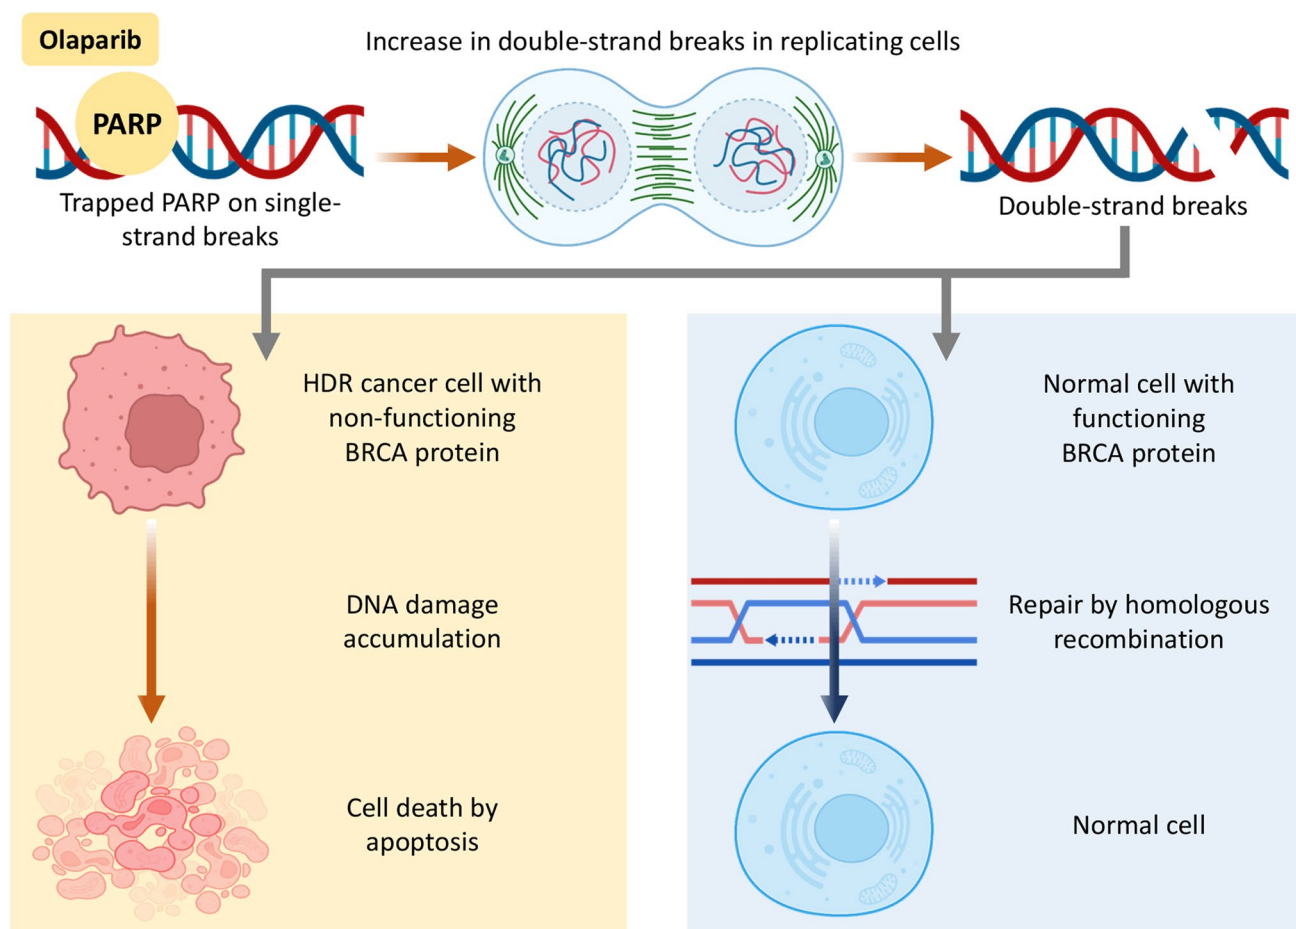 Olaparib
Increase in double-strand breaks in replicating cells
PARP
Trapped PARP on single-
strand breaks
Double-strand breaks
HDR cancer cell with
non-functioning
BRCA protein
DNA damage
accumulation
Cell death by
apoptosis
Normal cell with
functioning
BRCA protein
Repair by homologous
recombination
Normal cell